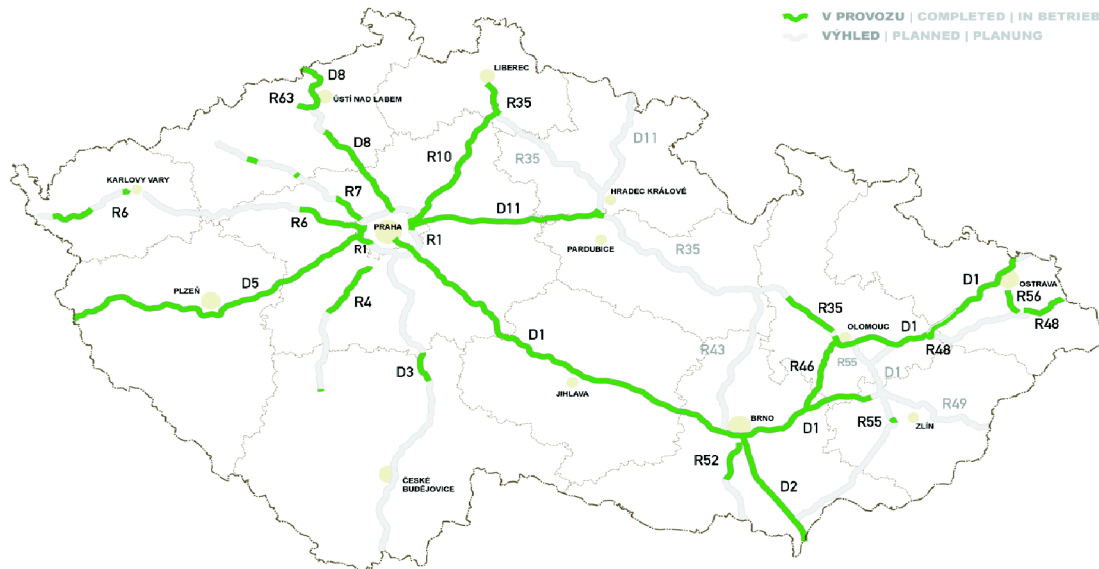 V PROVOZU | COMPLETED | IN BETRIEB
VÝHLED | PLANNED | PLANUNG
D8
LIBEREC
R63
ÚSTÍ NAD LABEM
R35
D8
R10
R35
D11
KARLOVY VARY
R7
HRADEC KRÁLOVÉ
R6
R6
D11
PRAHA
R1
R1
PARDUBICE
R35
PLZEŇ
D5
R4
D1
OSTRAVA
R56
R35
R48
D1
OLOMOUC
D1
R48
R43
R55
D3
R46
D1
JIHLAVA
R49
BRNO
D1
R55
ZLÍN
R52
ČESKÉ
BUDĚJOVICE
D2